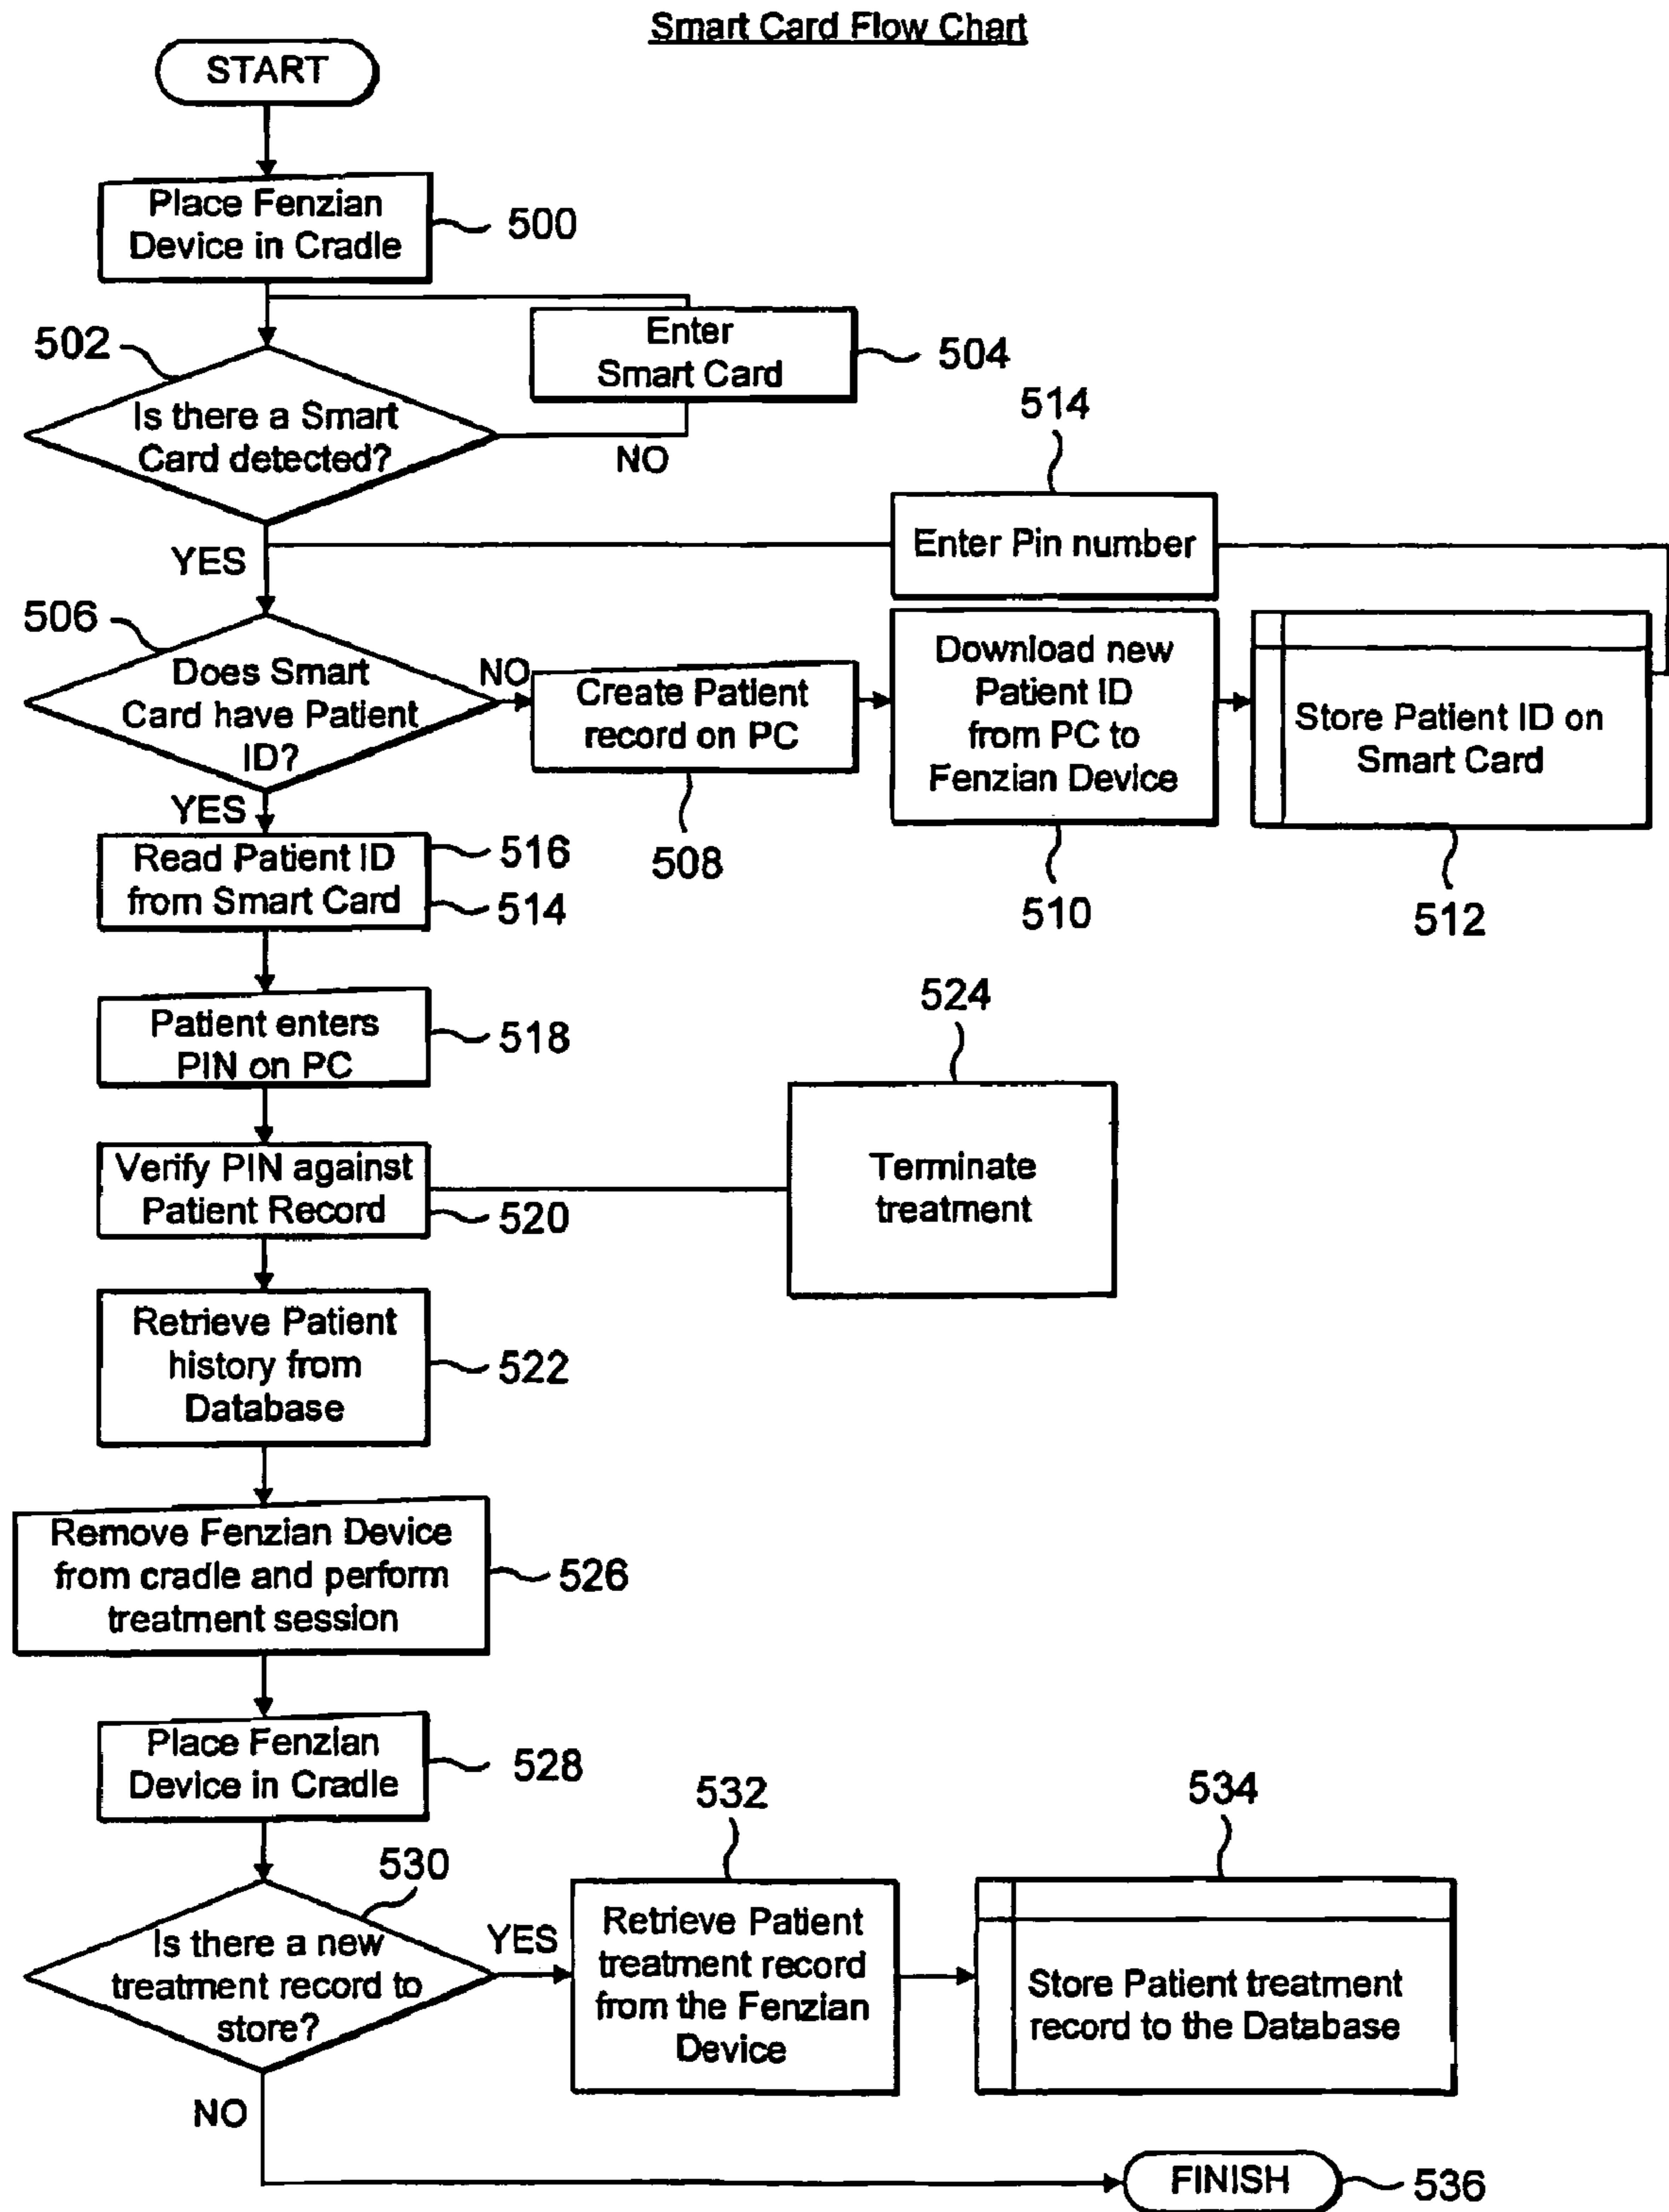 Smart Card Flow Chart
START
Place Fenzian
Device in Cradle
500
502
Enter
Smart Card
504
Is there a Smart
Card detected?
NO
514
Enter Pin number
YES
506
Does Smart
Card have Patient
ID?
NO
Create Patient
record on PC
508
Download new
Patient ID
from PC to
Fenzian Device
510
Store Patient ID on
Smart Card
512
YES
Read Patient ID
from Smart Card
516
514
Patient enters
PIN on PC
518
524
Verify PIN against
Patient Record
520
Terminate
treatment
Retrieve Patient
history from
Database
522
Remove Fenzian Device
from cradle and perform
treatment session
526
Place Fenzian
Device in Cradle
528
530
Is there a new
treatment record to
store?
YES
532
Retrieve Patient
treatment record
from the Fenzian
Device
534
Store Patient treatment
record to the Database
NO
FINISH
536